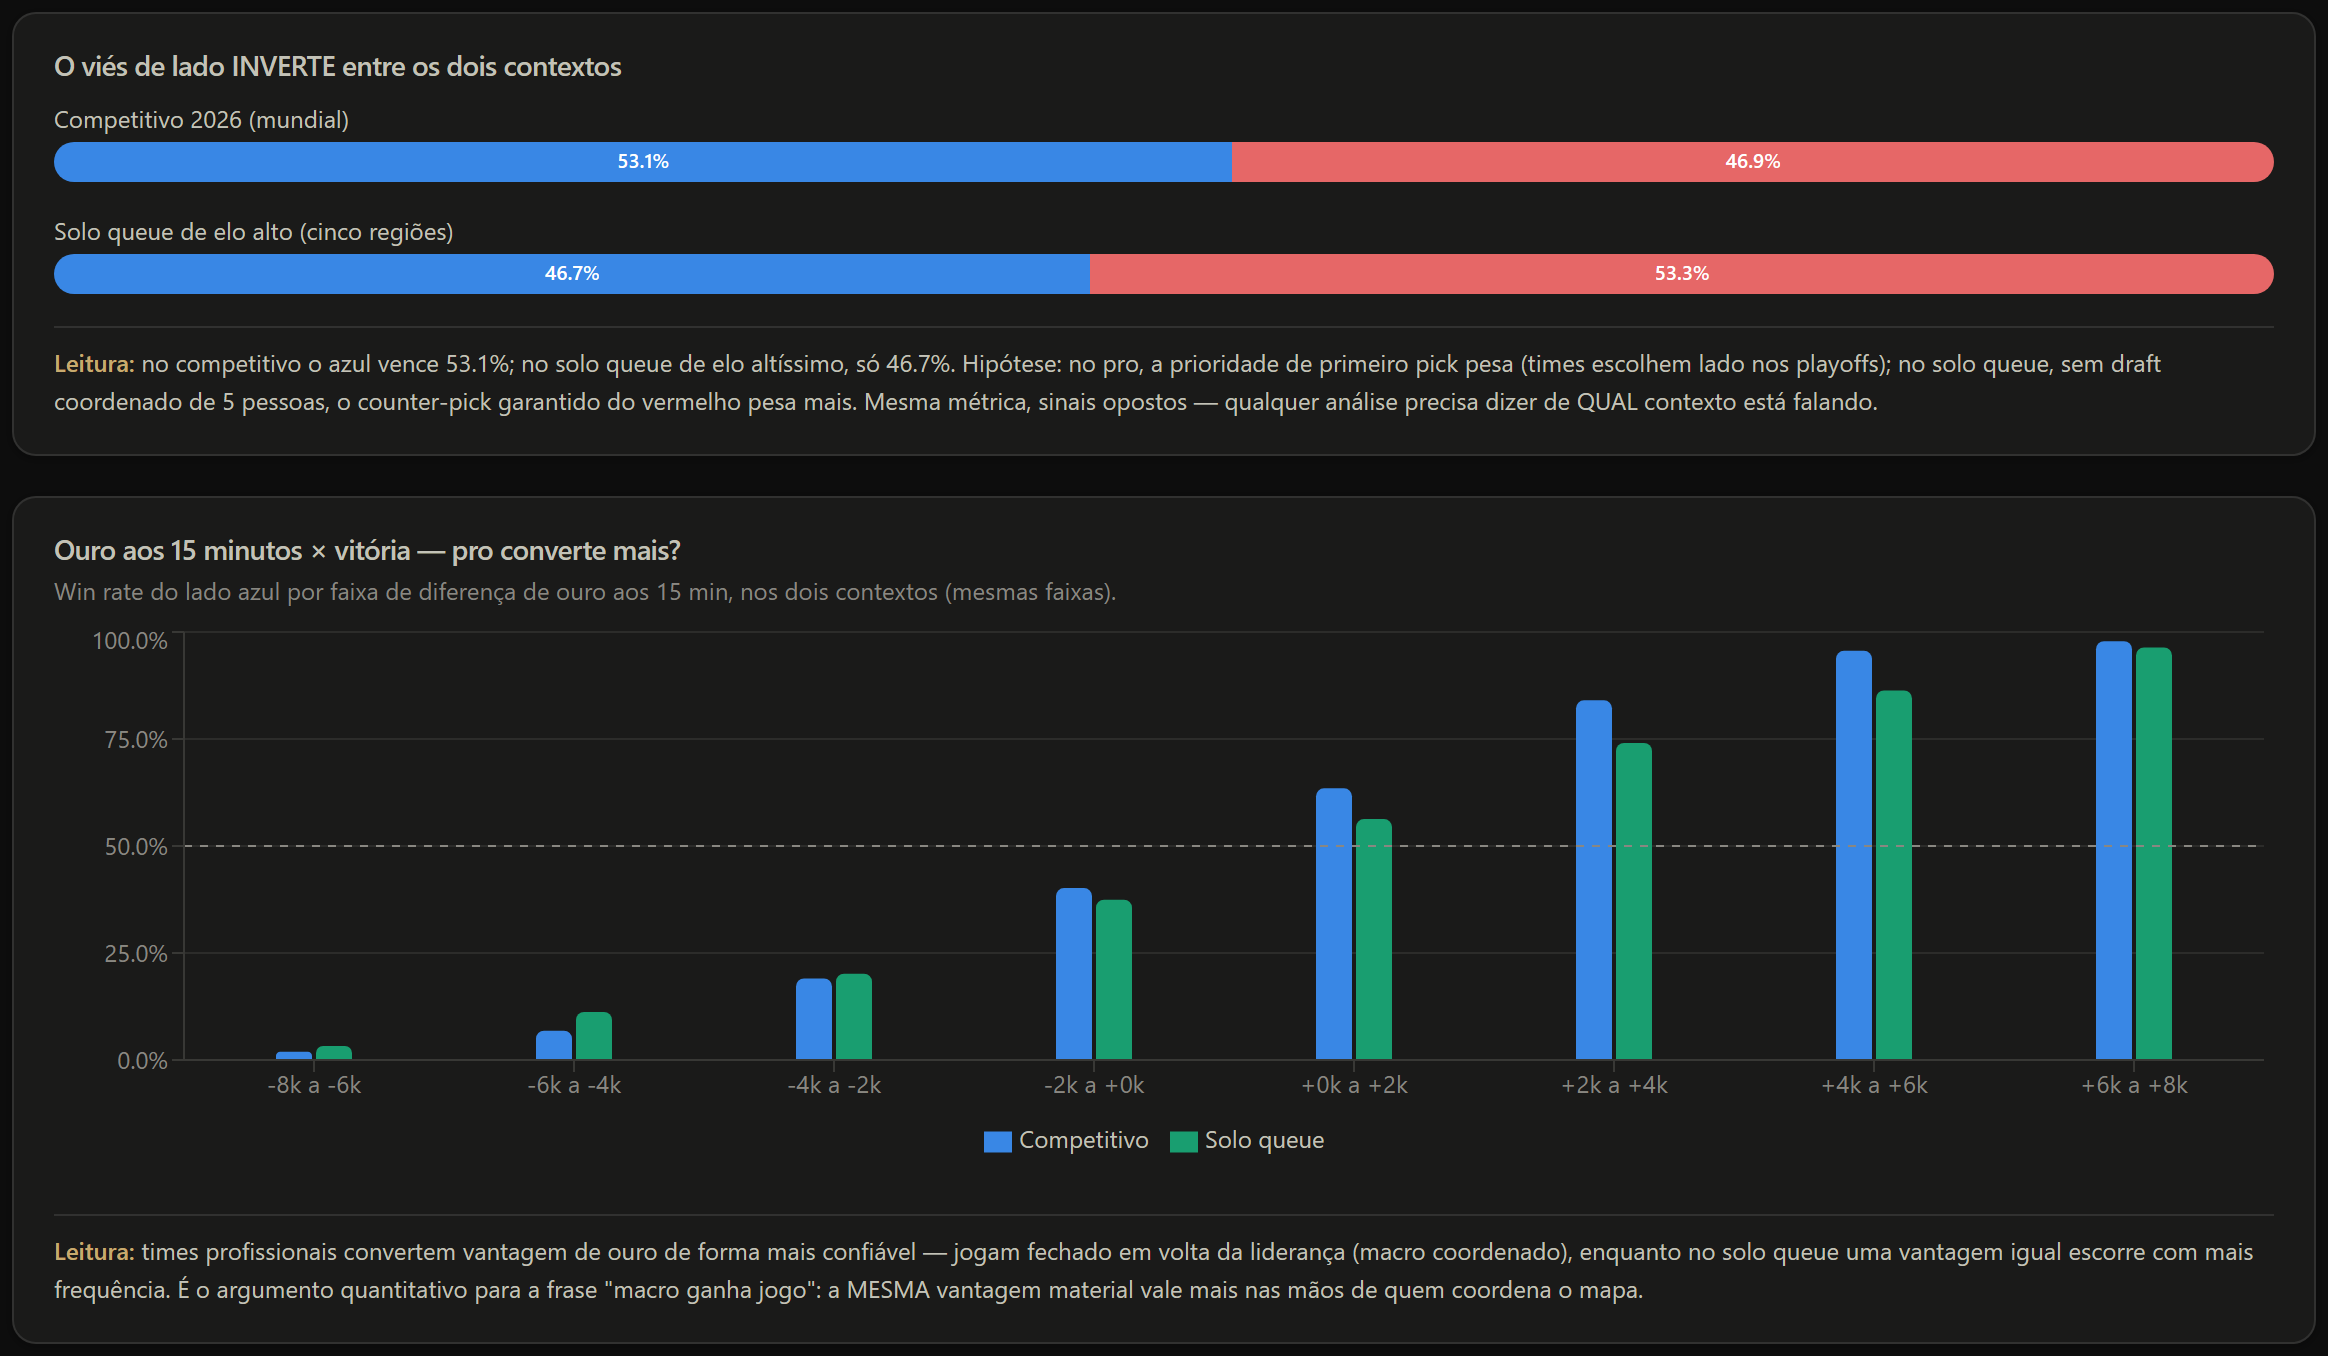 O viés de lado INVERTE entre os dois contextos
Competitivo 2026 (mundial)
53.1% 46.9%
Solo queue de elo alto (cinco regiões)
46.7% 53.3%
Leitura: no competitivo o azul vence 53.1%; no solo queue de elo altíssimo, só 46.7%. Hipótese: no pro, a prioridade de primeiro pick pesa (times escolhem lado nos playoffs); no solo queue, sem draft
coordenado de 5 pessoas, o counter-pick garantido do vermelho pesa mais. Mesma métrica, sinais opostos — qualquer análise precisa dizer de QUAL contexto está falando.
Ouro aos 15 minutos × vitória — pro converte mais?
Win rate do lado azul por faixa de diferença de ouro aos 15 min, nos dois contextos (mesmas faixas).
100.0%
75.0%
50.0%
25.0%
0.0%
-8k a -6k -6k a -4k -4k a -2k -2k a +0k +0k a +2k +2k a +4k +4k a +6k +6k a +8k
Competitivo Solo queue
Leitura: times profissionais convertem vantagem de ouro de forma mais confiável — jogam fechado em volta da liderança (macro coordenado), enquanto no solo queue uma vantagem igual escorre com mais
frequência. É o argumento quantitativo para a frase "macro ganha jogo": a MESMA vantagem material vale mais nas mãos de quem coordena o mapa.